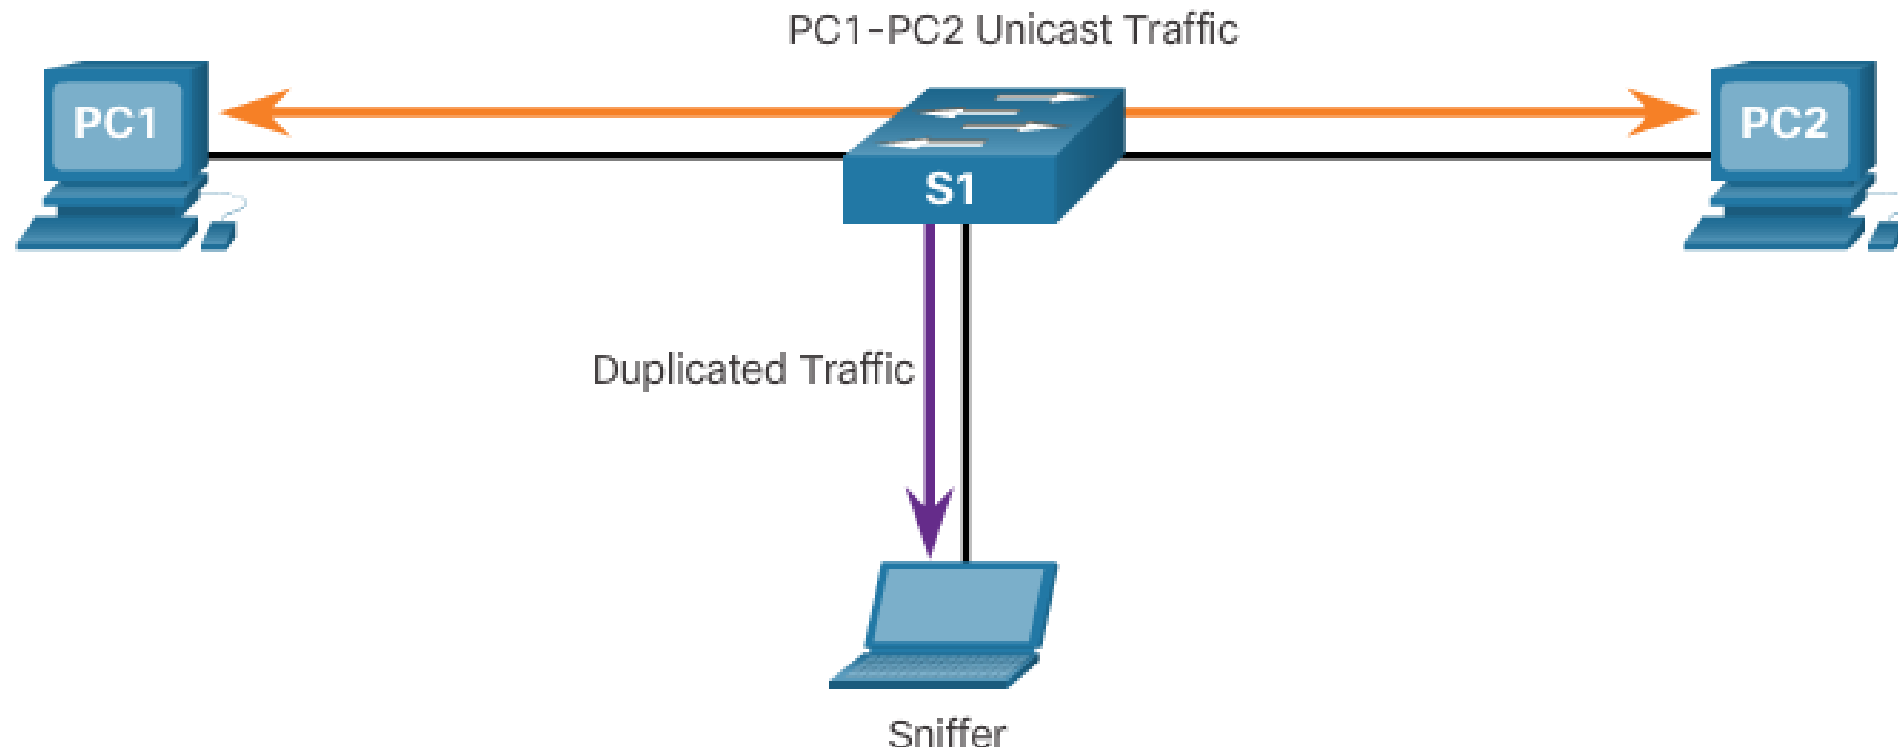 PC1-PC2 Unicast Traffic
PC1
PC2
S1
Duplicated Traffic
Sniffer